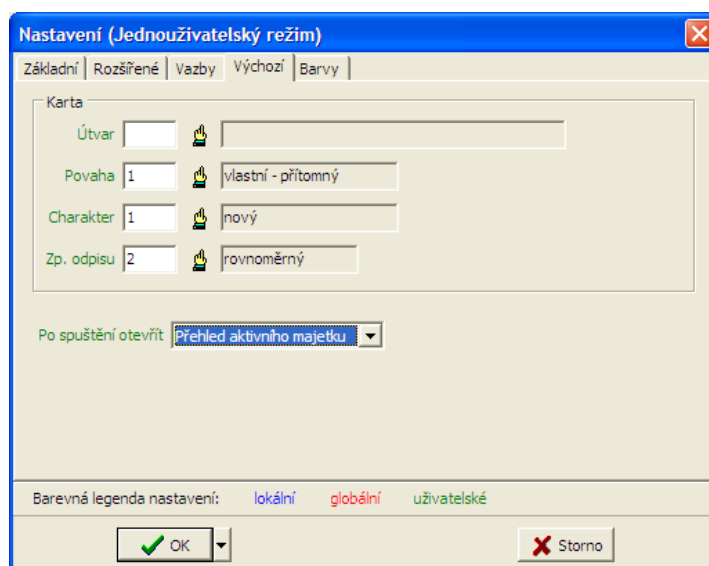 Nastavení (Jednouživatelský režim)
Základní Rozšířené Vazby Výchozí Barvy
Karta
Útvar
Povaha 1 vlastní - přítomný
Charakter 1 nový
Zp. odpisu 2 rovnoměrný
Po spuštění otevřít Přehled aktivního majetku
Barevná legenda nastavení: lokální globální uživatelské
OK Storno